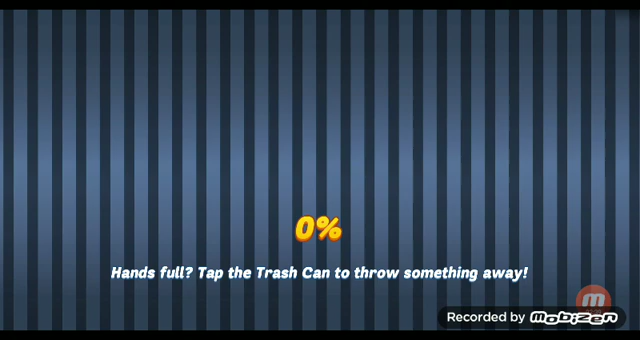 0%
Hands full? Tap the Trash Can to throw something away!
Recorded by Mobizen